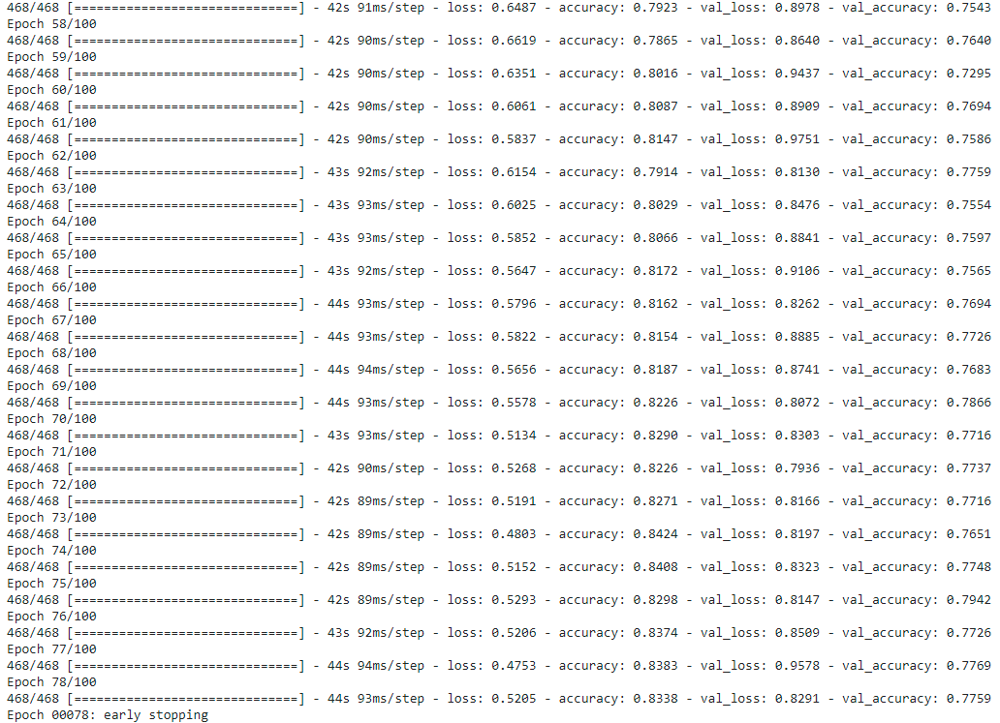 468/468 [==============================] - 42s 91ms/step - loss: 0.6487 - accuracy: 0.7923 - val_loss: 0.8978 - val_accuracy: 0.7543
Epoch 58/100
468/468 [==============================] - 42s 90ms/step - loss: 0.6619 - accuracy: 0.7865 - val_loss: 0.8640 - val_accuracy: 0.7640
Epoch 59/100
468/468 [==============================] - 42s 90ms/step - loss: 0.6351 - accuracy: 0.8016 - val_loss: 0.9437 - val_accuracy: 0.7295
Epoch 60/100
468/468 [==============================] - 42s 90ms/step - loss: 0.6061 - accuracy: 0.8087 - val_loss: 0.8909 - val_accuracy: 0.7694
Epoch 61/100
468/468 [==============================] - 42s 90ms/step - loss: 0.5837 - accuracy: 0.8147 - val_loss: 0.9751 - val_accuracy: 0.7586
Epoch 62/100
468/468 [==============================] - 43s 92ms/step - loss: 0.6154 - accuracy: 0.7914 - val_loss: 0.8130 - val_accuracy: 0.7759
Epoch 63/100
468/468 [==============================] - 43s 93ms/step - loss: 0.6025 - accuracy: 0.8029 - val_loss: 0.8476 - val_accuracy: 0.7554
Epoch 64/100
468/468 [==============================] - 43s 93ms/step - loss: 0.5852 - accuracy: 0.8066 - val_loss: 0.8841 - val_accuracy: 0.7597
Epoch 65/100
468/468 [==============================] - 43s 92ms/step - loss: 0.5647 - accuracy: 0.8172 - val_loss: 0.9106 - val_accuracy: 0.7565
Epoch 66/100
468/468 [==============================] - 44s 93ms/step - loss: 0.5796 - accuracy: 0.8162 - val_loss: 0.8262 - val_accuracy: 0.7694
Epoch 67/100
468/468 [==============================] - 44s 93ms/step - loss: 0.5822 - accuracy: 0.8154 - val_loss: 0.8885 - val_accuracy: 0.7726
Epoch 68/100
468/468 [==============================] - 44s 94ms/step - loss: 0.5656 - accuracy: 0.8187 - val_loss: 0.8741 - val_accuracy: 0.7683
Epoch 69/100
468/468 [==============================] - 44s 93ms/step - loss: 0.5578 - accuracy: 0.8226 - val_loss: 0.8072 - val_accuracy: 0.7866
Epoch 70/100
468/468 [==============================] - 43s 93ms/step - loss: 0.5134 - accuracy: 0.8290 - val_loss: 0.8303 - val_accuracy: 0.7716
Epoch 71/100
468/468 [==============================] - 42s 90ms/step - loss: 0.5268 - accuracy: 0.8226 - val_loss: 0.7936 - val_accuracy: 0.7737
Epoch 72/100
468/468 [==============================] - 42s 89ms/step - loss: 0.5191 - accuracy: 0.8271 - val_loss: 0.8166 - val_accuracy: 0.7716
Epoch 73/100
468/468 [==============================] - 42s 89ms/step - loss: 0.4803 - accuracy: 0.8424 - val_loss: 0.8197 - val_accuracy: 0.7651
Epoch 74/100
468/468 [==============================] - 42s 89ms/step - loss: 0.5152 - accuracy: 0.8408 - val_loss: 0.8323 - val_accuracy: 0.7748
Epoch 75/100
468/468 [==============================] - 42s 89ms/step - loss: 0.5293 - accuracy: 0.8298 - val_loss: 0.8147 - val_accuracy: 0.7942
Epoch 76/100
468/468 [==============================] - 43s 92ms/step - loss: 0.5206 - accuracy: 0.8374 - val_loss: 0.8509 - val_accuracy: 0.7726
Epoch 77/100
468/468 [==============================] - 44s 94ms/step - loss: 0.4753 - accuracy: 0.8383 - val_loss: 0.9578 - val_accuracy: 0.7769
Epoch 78/100
468/468 [==============================] - 44s 93ms/step - loss: 0.5205 - accuracy: 0.8338 - val_loss: 0.8291 - val_accuracy: 0.7759
Epoch 00078: early stopping